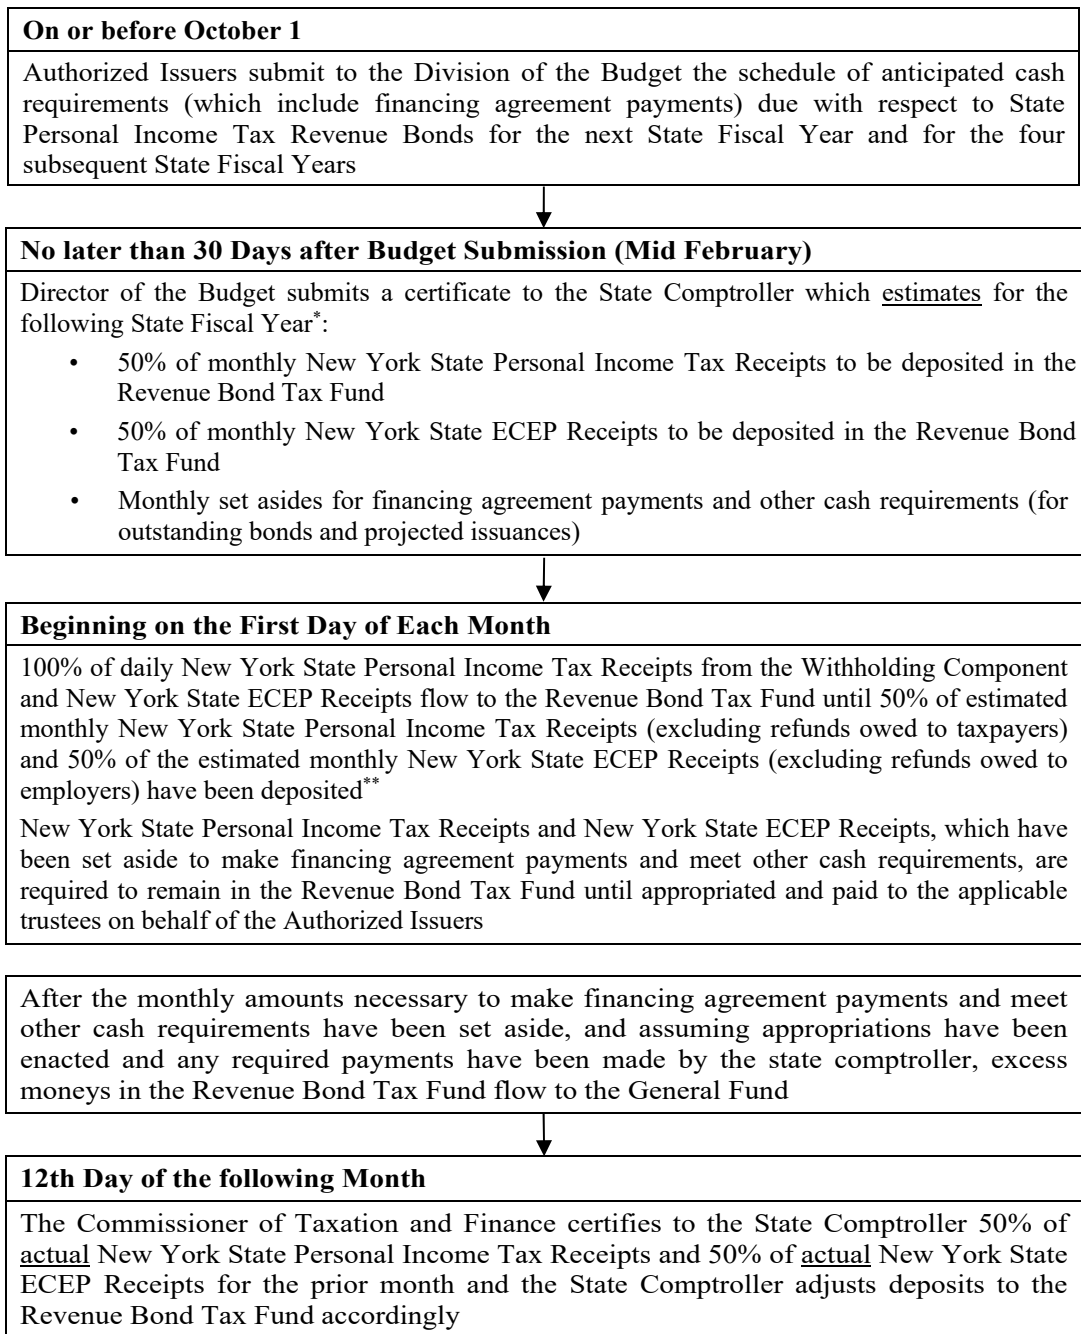 On or before October 1
Authorized Issuers submit to the Division of the Budget the schedule of anticipated cash
requirements (which include financing agreement payments) due with respect to State
Personal Income Tax Revenue Bonds for the next State Fiscal Year and for the four
subsequent State Fiscal Years
No later than 30 Days after Budget Submission (Mid February)
Director of the Budget submits a certificate to the State Comptroller which estimates for the
following State Fiscal Year*:
• 50% of monthly New York State Personal Income Tax Receipts to be deposited in the
Revenue Bond Tax Fund
• 50% of monthly New York State ECEP Receipts to be deposited in the Revenue Bond
Tax Fund
• Monthly set asides for financing agreement payments and other cash requirements (for
outstanding bonds and projected issuances)
Beginning on the First Day of Each Month
100% of daily New York State Personal Income Tax Receipts from the Withholding Component
and New York State ECEP Receipts flow to the Revenue Bond Tax Fund until 50% of estimated
monthly New York State Personal Income Tax Receipts (excluding refunds owed to taxpayers)
and 50% of the estimated monthly New York State ECEP Receipts (excluding refunds owed to
employers) have been deposited**
New York State Personal Income Tax Receipts and New York State ECEP Receipts, which have
been set aside to make financing agreement payments and meet other cash requirements, are
required to remain in the Revenue Bond Tax Fund until appropriated and paid to the applicable
trustees on behalf of the Authorized Issuers
After the monthly amounts necessary to make financing agreement payments and meet
other cash requirements have been set aside, and assuming appropriations have been
enacted and any required payments have been made by the state comptroller, excess
moneys in the Revenue Bond Tax Fund flow to the General Fund
12th Day of the following Month
The Commissioner of Taxation and Finance certifies to the State Comptroller 50% of
actual New York State Personal Income Tax Receipts and 50% of actual New York State
ECEP Receipts for the prior month and the State Comptroller adjusts deposits to the
Revenue Bond Tax Fund accordingly